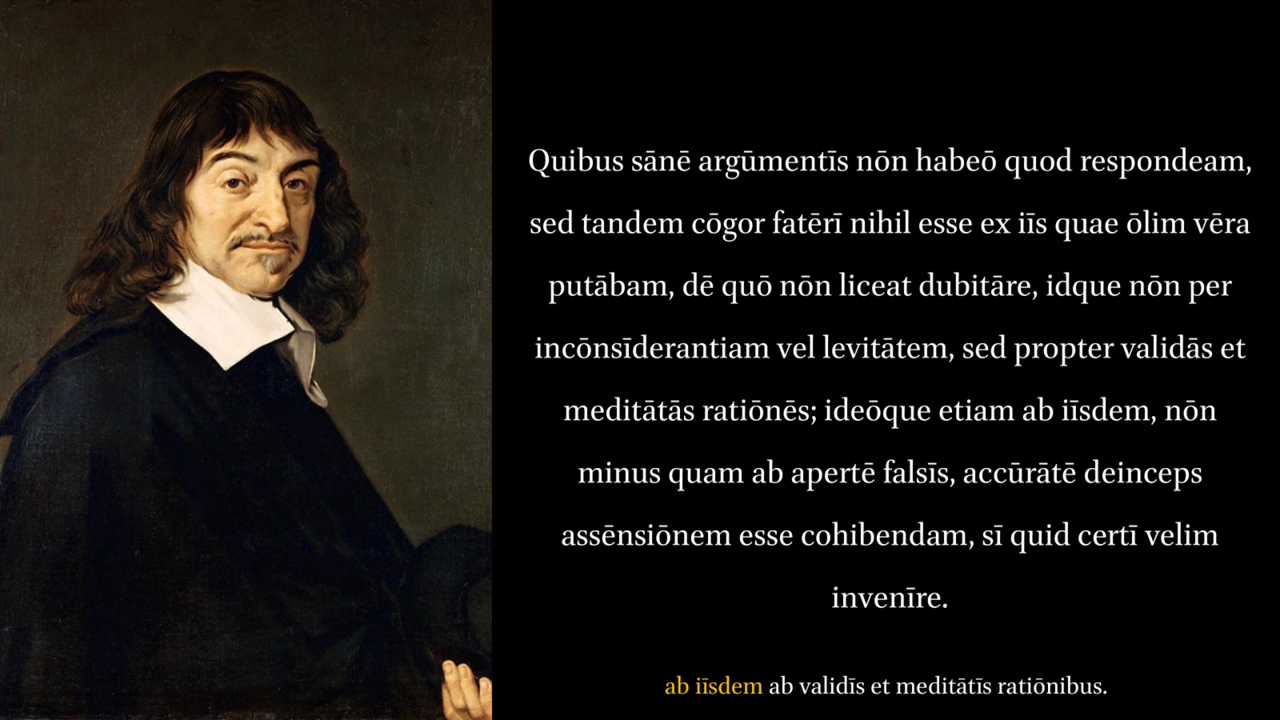 Quibus sānē argūmentīs nōn habeō quod respondeam,
sed tandem cōgor fatērī nihil esse ex iīs quae ōlim vēra
putābam, dē quō nōn liceat dubitāre, idque nōn per
incōnsīderantiam vel levitātem, sed propter validās et
meditātās ratiōnēs; ideōque etiam ab iīsdem, nōn
minus quam ab apertē falsīs, accūrātē deinceps
assēnsiōnem esse cohibendam, sī quid certī velim
invenīre.
ab iīsdem ab validīs et meditātīs ratiōnibus.